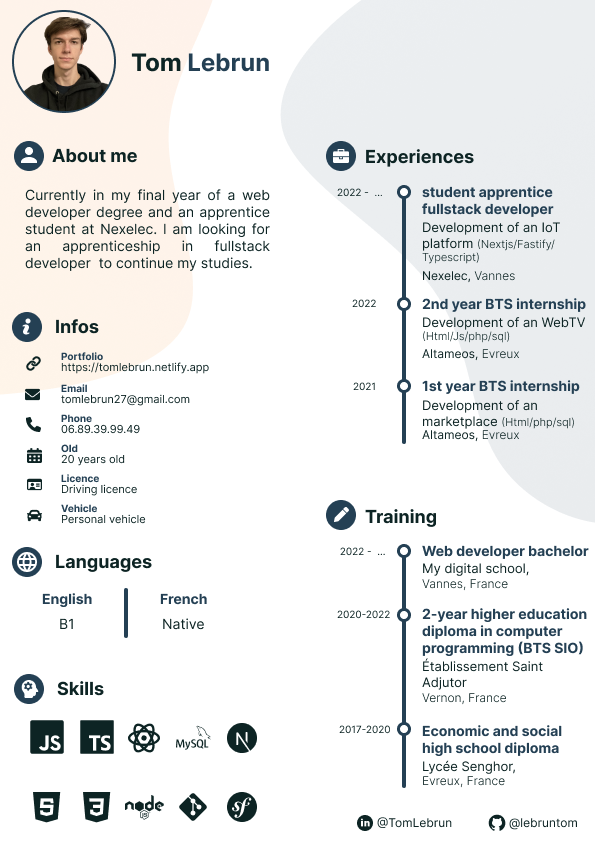 Tom Lebrun
About me
Currently in my final year of a web
developer degree and an apprentice
student at Nexelec. I am looking for
an apprenticeship in fullstack
developer to continue my studies.
Infos
Portfolio
https://tomlebrun.netlify.app
Email
tomlebrun27@gmail.com
Phone
06.89.39.99.49
Old
20 years old
Licence
Driving licence
Vehicle
Personal vehicle
Languages
English
B1
French
Native
Skills
JS
TS
MySQL
N
5
3
node
JS
sf
Experiences
2022 - ...
student apprentice
fullstack developer
Development of an IoT
platform (Nextjs/Fastify/
Typescript)
Nexelec, Vannes
2022
2nd year BTS internship
Development of an WebTV
(Html/Js/php/sql)
Altameos, Evreux
2021
1st year BTS internship
Development of an
marketplace (Html/php/sql)
Altameos, Evreux
Training
2022 - ...
Web developer bachelor
My digital school,
Vannes, France
2020-2022
2-year higher education
diploma in computer
programming (BTS SIO)
Établissement Saint
Adjutor
Vernon, France
2017-2020
Economic and social
high school diploma
Lycée Senghor,
Evreux, France
in @TomLebrun
@lebruntom